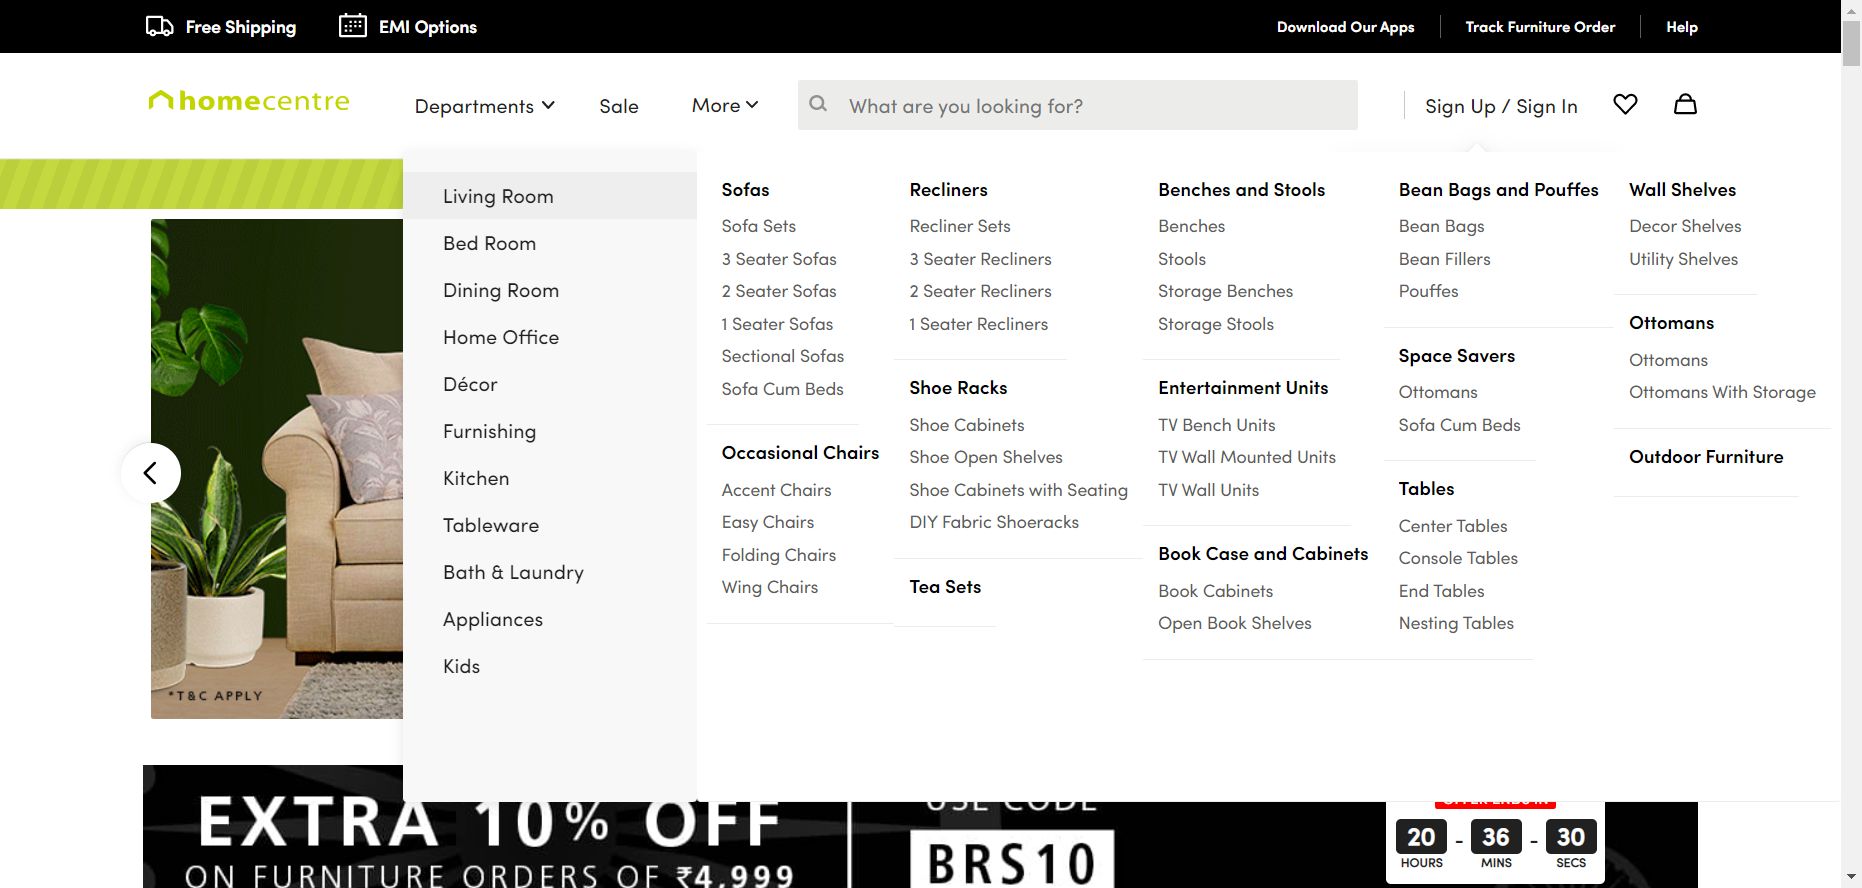 Free Shipping
EMI Options
Download Our Apps
Track Furniture Order
Help
homecentre
Departments
Sale
More
What are you looking for?
Sign Up / Sign In
Living Room
Bed Room
Dining Room
Home Office
Décor
Furnishing
Kitchen
Tableware
Bath & Laundry
Appliances
Kids
Sofas
Sofa Sets
3 Seater Sofas
2 Seater Sofas
1 Seater Sofas
Sectional Sofas
Sofa Cum Beds
Occasional Chairs
Accent Chairs
Easy Chairs
Folding Chairs
Wing Chairs
Recliners
Recliner Sets
3 Seater Recliners
2 Seater Recliners
1 Seater Recliners
Shoe Racks
Shoe Cabinets
Shoe Open Shelves
Shoe Cabinets with Seating
DIY Fabric Shoeracks
Tea Sets
Benches and Stools
Benches
Stools
Storage Benches
Storage Stools
Entertainment Units
TV Bench Units
TV Wall Mounted Units
TV Wall Units
Book Case and Cabinets
Book Cabinets
Open Book Shelves
Bean Bags and Pouffes
Bean Bags
Bean Fillers
Pouffes
Space Savers
Ottomans
Sofa Cum Beds
Tables
Center Tables
Console Tables
End Tables
Nesting Tables
Wall Shelves
Decor Shelves
Utility Shelves
Ottomans
Ottomans
Ottomans With Storage
Outdoor Furniture
*T&C APPLY
EXTRA 10% OFF
ON FURNITURE ORDERS OF ₹4,999
USE CODE
BRS10
OFFER ENDS IN
20 - 36 - 30
HOURS MINS SECS